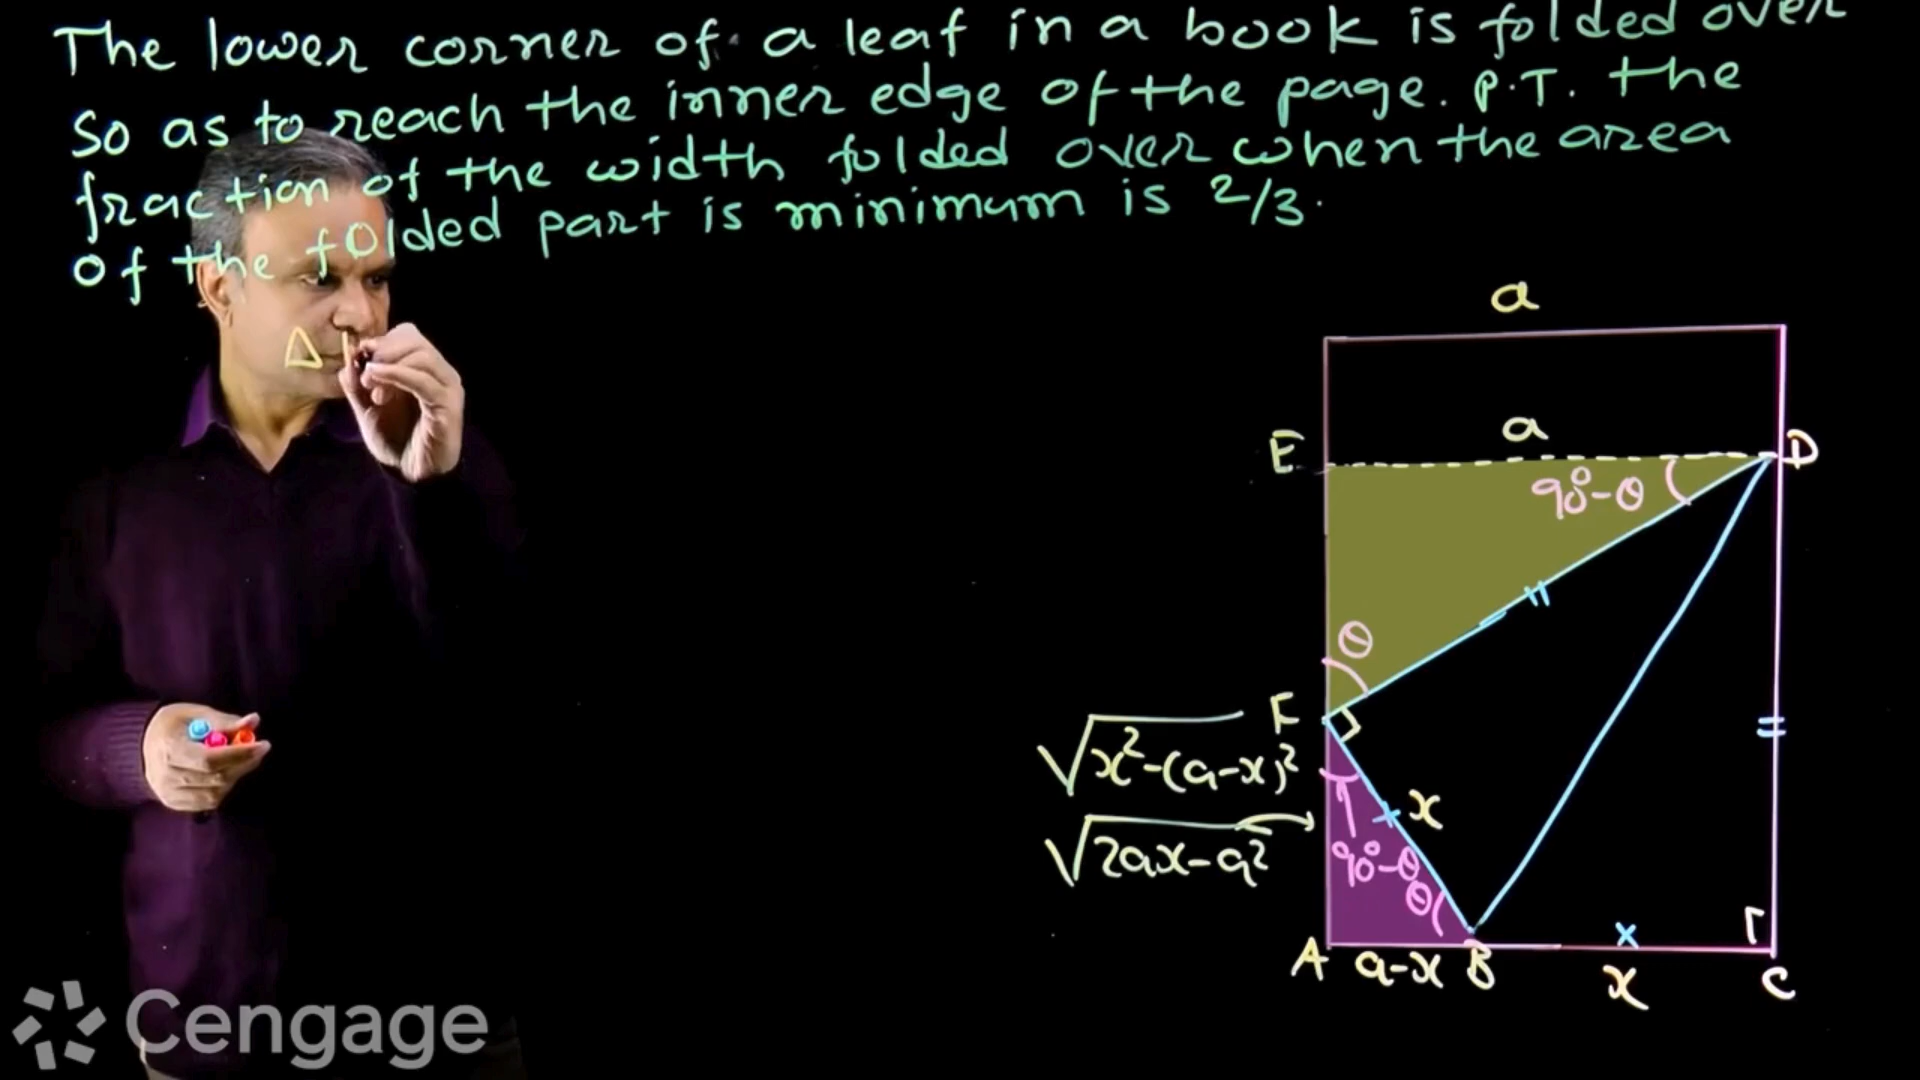 The lower corner of a leaf in a book is folded over
So as to reach the inner edge of the page. P.T. the
fraction of the width folded over when the area
of the folded part is minimum is 2/3.
Δ
a
a
E
D
90°-θ
θ
F
√x²-(a-x)²
x
√2ax-a²
90°-θ
θ
A a-x B x C
Cengage